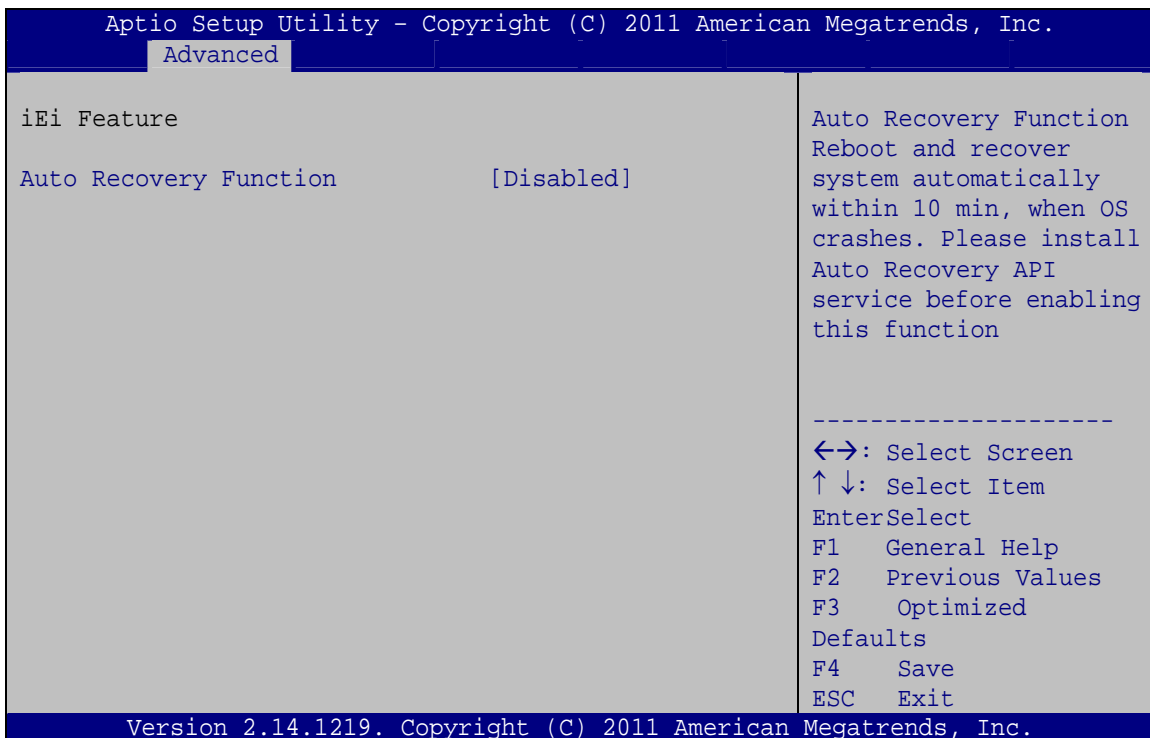 Aptio Setup Utility – Copyright (C) 2011 American Megatrends, Inc.
Advanced
iEi Feature
Auto Recovery Function [Disabled]
Auto Recovery Function
Reboot and recover
system automatically
within 10 min, when OS
crashes. Please install
Auto Recovery API
service before enabling
this function
---------------------
←→: Select Screen
↑ ↓: Select Item
EnterSelect
F1 General Help
F2 Previous Values
F3 Optimized
Defaults
F4 Save
ESC Exit
Version 2.14.1219. Copyright (C) 2011 American Megatrends, Inc.